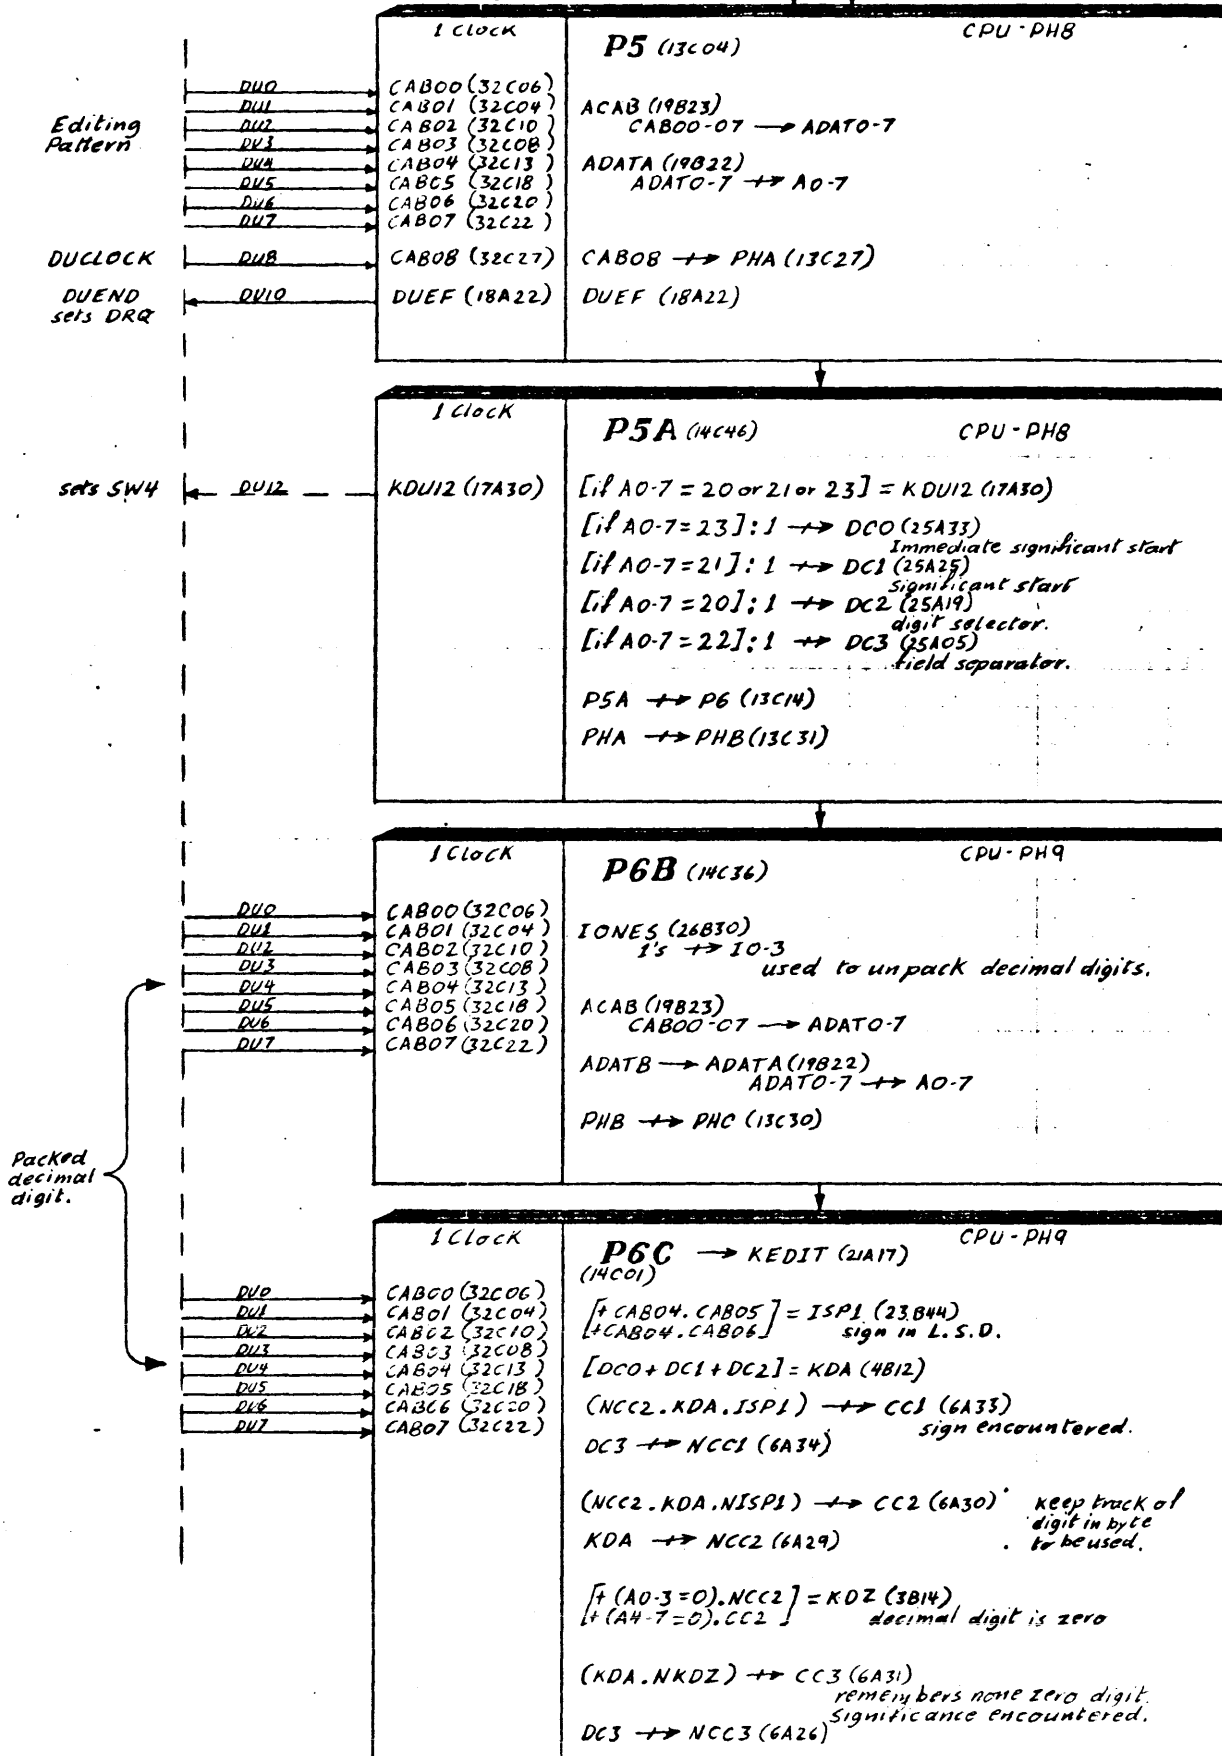 1 Clock
P5 (13C04)
CPU-PH8
Editing
Pattern
DU0 CAB00 (32C06)
DU1 CAB01 (32C04)
DU2 CAB02 (32C10)
DU3 CAB03 (32C08)
DU4 CAB04 (32C13)
DU5 CAB05 (32C18)
DU6 CAB06 (32C20)
DU7 CAB07 (32C22)
ACAB (19B23)
CAB00-07 → ADAT0-7
ADATA (19B22)
ADAT0-7 +→ A0-7
DUCLOCK DU8 CAB08 (32C27) CAB08 +→ PHA (13C27)
DUEND
sets DRQ
DU10 DUEF (18A22) DUEF (18A22)
1 Clock
P5A (14C46)
CPU-PH8
sets SW4 DU12 KDU12 (17A30) [if A0-7 = 20 or 21 or 23] = KDU12 (17A30)
[if A0-7 = 23] : 1 +→ DC0 (25A33)
Immediate significant start
[if A0-7 = 21] : 1 +→ DC1 (25A25)
Significant start
[if A0-7 = 20] ; 1 +→ DC2 (25A19)
digit selector.
[if A0-7 = 22] : 1 +→ DC3 (25A05)
field separator.
P5A +→ P6 (13C14)
PHA +→ PHB (13C31)
1 Clock
P6B (14C36)
CPU-PH9
DU0 CAB00 (32C06)
DU1 CAB01 (32C04)
DU2 CAB02 (32C10)
DU3 CAB03 (32C08)
DU4 CAB04 (32C13)
DU5 CAB05 (32C18)
DU6 CAB06 (32C20)
DU7 CAB07 (32C22)
IONES (26B30)
1's +→ I0-3
used to unpack decimal digits.
ACAB (19B23)
CAB00-07 → ADAT0-7
ADATB → ADATA (19B22)
ADAT0-7 +→ A0-7
PHB +→ PHC (13C30)
Packed
decimal
digit.
1 Clock
P6C → KEDIT (21A17)
(14C01)
CPU-PH9
DU0 CAB00 (32C06)
DU1 CAB01 (32C04)
DU2 CAB02 (32C10)
DU3 CAB03 (32C08)
DU4 CAB04 (32C13)
DU5 CAB05 (32C18)
DU6 CAB06 (32C20)
DU7 CAB07 (32C22)
[+ CAB04.CAB05] = ISP1 (23B44)
[+ CAB04.CAB06] sign in L.S.D.
[DC0 + DC1 + DC2] = KDA (4B12)
(NCC2.KDA.ISP1) +→ CC1 (6A33)
sign encountered.
DC3 +→ NCC1 (6A34)
(NCC2.KDA.NISP1) +→ CC2 (6A30) keep track of
digit in byte
KDA +→ NCC2 (6A29) to be used.
[+ (A0-3=0).NCC2] = KDZ (3B14)
[+ (A4-7=0).CC2] decimal digit is zero
(KDA.NKDZ) +→ CC3 (6A31)
remembers none zero digit.
Significance encountered.
DC3 +→ NCC3 (6A26)